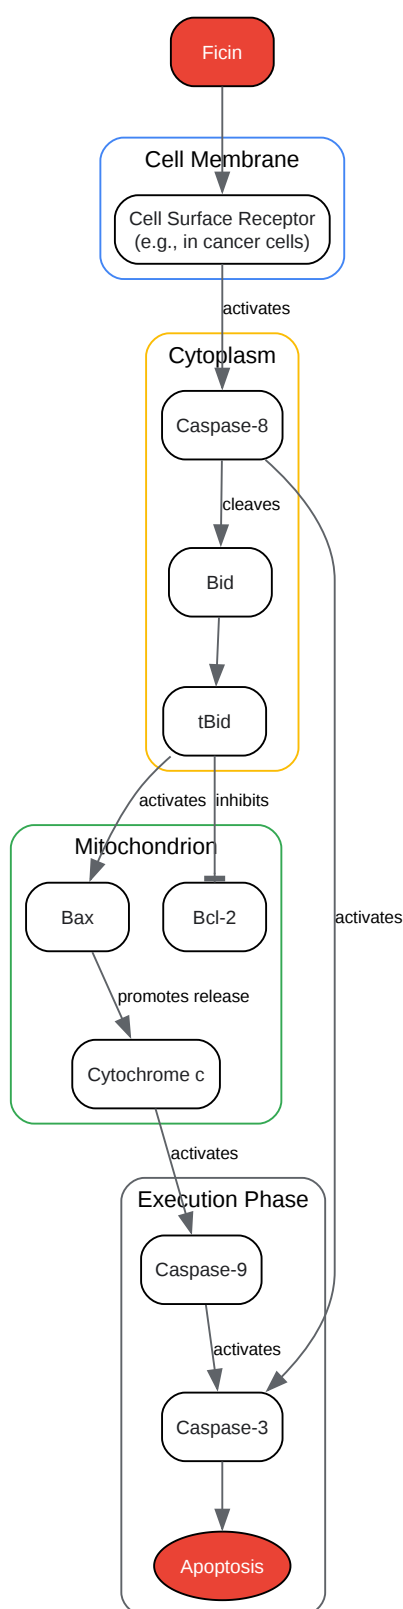 Ficin
Cell Membrane
Cell Surface Receptor
(e.g., in cancer cells)
activates
Cytoplasm
Caspase-8
cleaves
Bid
tBid
activates
inhibits
Mitochondrion
Bax
Bcl-2
activates
promotes release
Cytochrome c
activates
Execution Phase
Caspase-9
activates
Caspase-3
Apoptosis